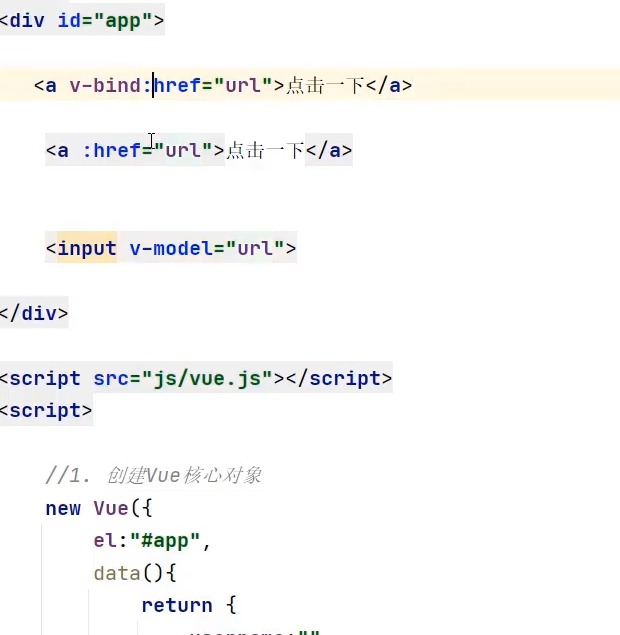 <div id="app">
<a v-bind:href="url">点击一下</a>
<a :href="url">点击一下</a>
<input v-model="url">
</div>
<script src="js/vue.js"></script>
<script>
//1. 创建Vue核心对象
new Vue({
el:"#app",
data(){
return {